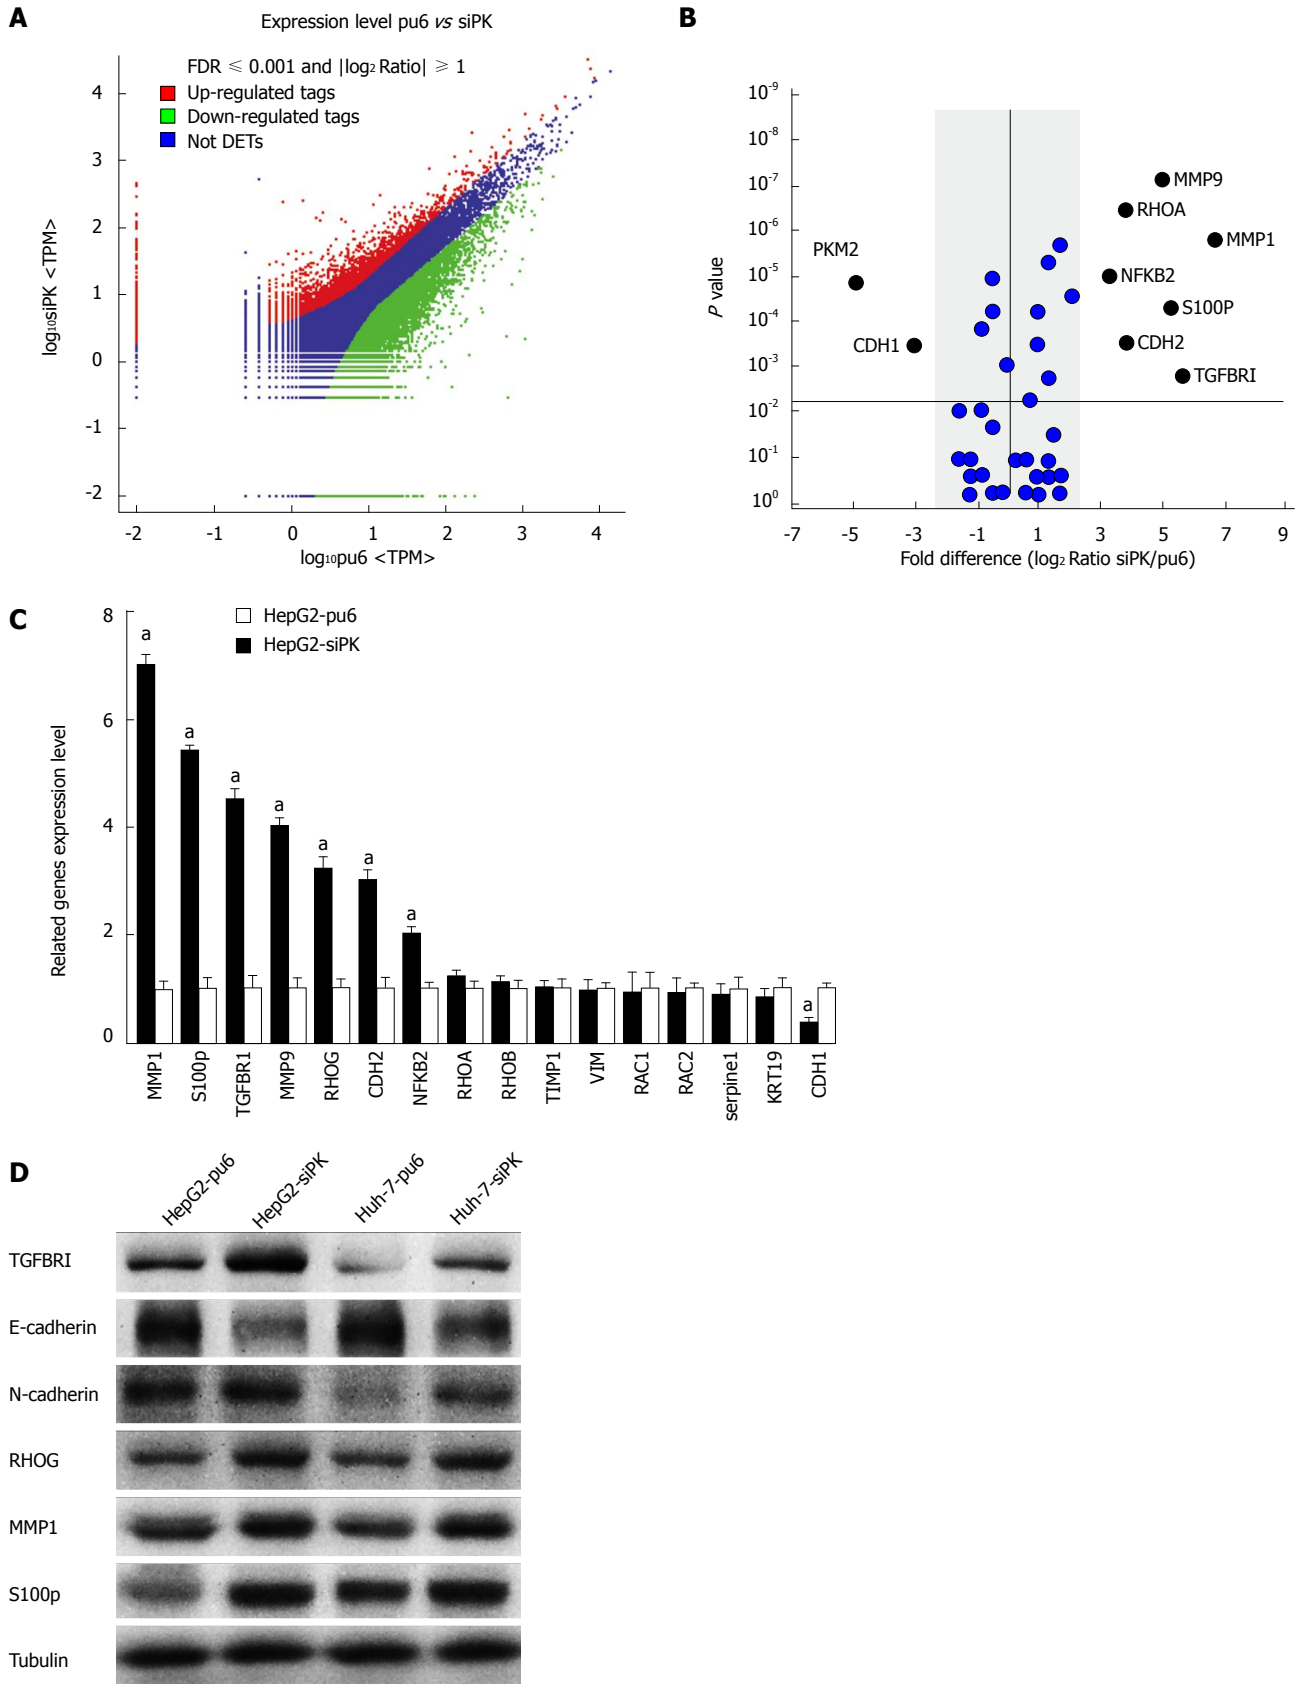 A
Expression level pu6 vs siPK
FDR ≤ 0.001 and |log₂ Ratio| ≥ 1
Up-regulated tags
Down-regulated tags
Not DETs
4
3
2
1
0
-1
-2
log₁₀siPK <TPM>
-2 -1 0 1 2 3 4
log₁₀pu6 <TPM>
B
10⁻⁹
10⁻⁸
10⁻⁷
10⁻⁶
10⁻⁵
10⁻⁴
10⁻³
10⁻²
10⁻¹
10⁰
P value
MMP9
RHOA
MMP1
PKM2
NFKB2
S100P
CDH1
CDH2
TGFBRI
-7 -5 -3 -1 1 3 5 7 9
Fold difference (log₂ Ratio siPK/pu6)
C
HepG2-pu6
HepG2-siPK
8
6
4
2
0
Related genes expression level
a
a
a
a
a
a
a
a
MMP1
S100p
TGFBR1
MMP9
RHOG
CDH2
NFKB2
RHOA
RHOB
TIMP1
VIM
RAC1
RAC2
serpine1
KRT19
CDH1
D
HepG2-pu6
HepG2-siPK
Huh-7-pu6
Huh-7-siPK
TGFBRI
E-cadherin
N-cadherin
RHOG
MMP1
S100p
Tubulin